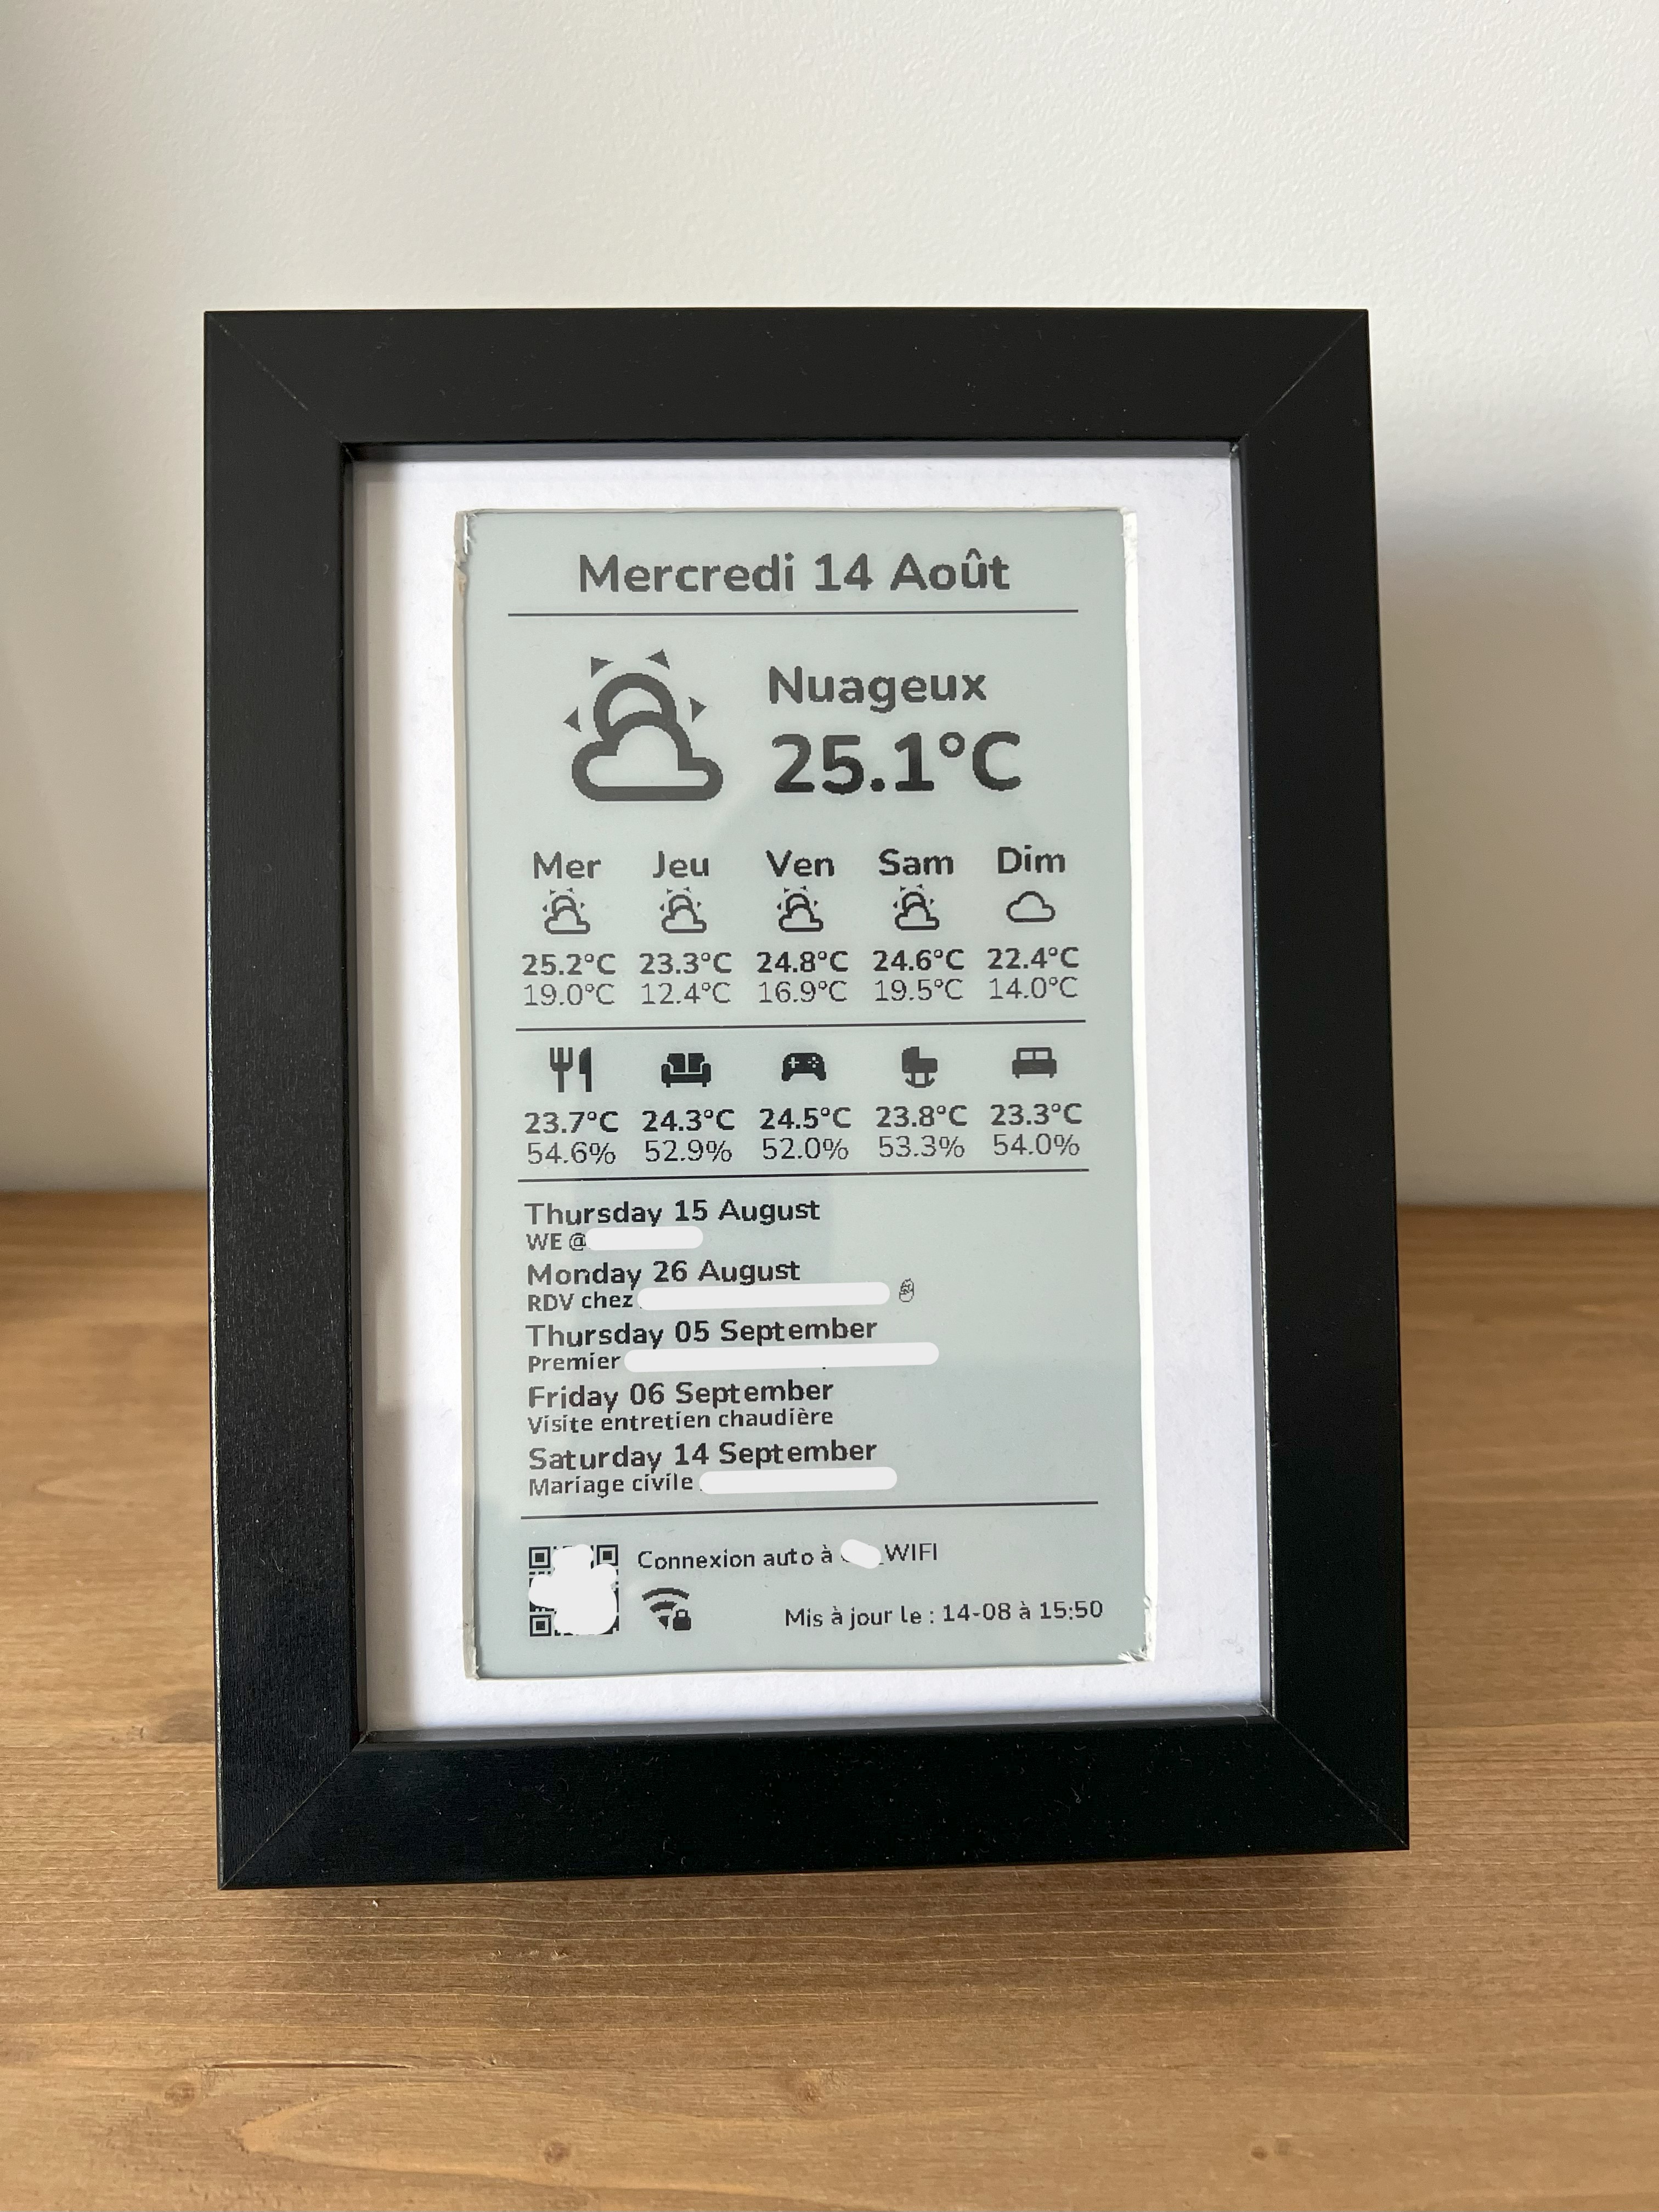 Mercredi 14 Août
Nuageux
25.1°C
Mer Jeu Ven Sam Dim
25.2°C 23.3°C 24.8°C 24.6°C 22.4°C
19.0°C 12.4°C 16.9°C 19.5°C 14.0°C
23.7°C 24.3°C 24.5°C 23.8°C 23.3°C
54.6% 52.9% 52.0% 53.3% 54.0%
Thursday 15 August
WE @
Monday 26 August
RDV chez
Thursday 05 September
Premier
Friday 06 September
Visite entretien chaudière
Saturday 14 September
Mariage civile
Connexion auto à _WIFI
Mis à jour le : 14-08 à 15:50